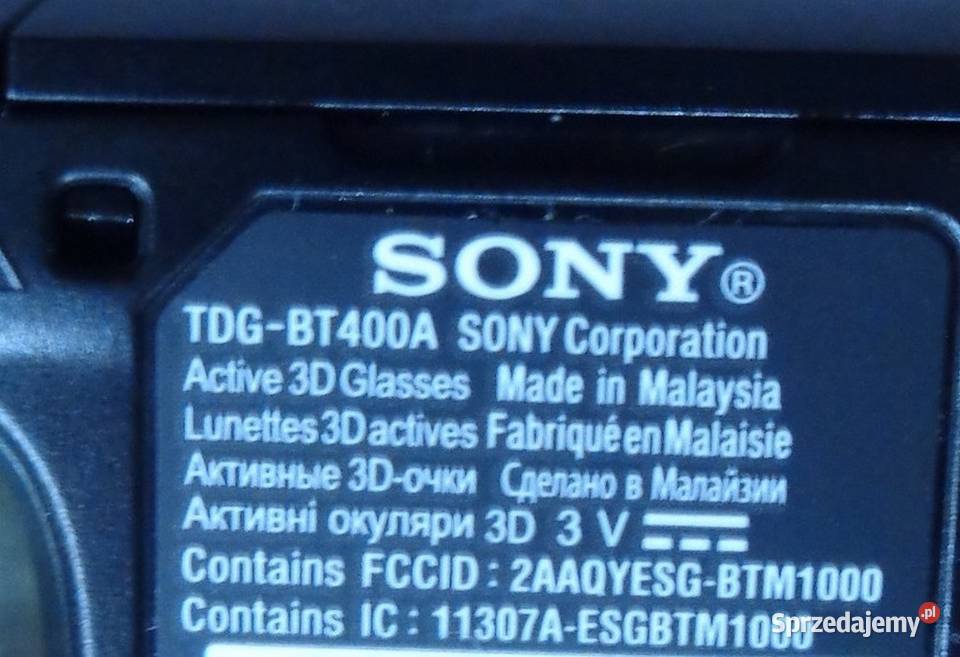 SONY®
TDG-BT400A SONY Corporation
Active 3D Glasses Made in Malaysia
Lunettes 3D actives Fabriqué en Malaisie
Активные 3D-очки Сделано в Малайзии
Активні окуляри 3D 3 V
Contains FCCID : 2AAQYESG-BTM1000
Contains IC : 11307A-ESGBTM1000
Sprzedajemy.pl